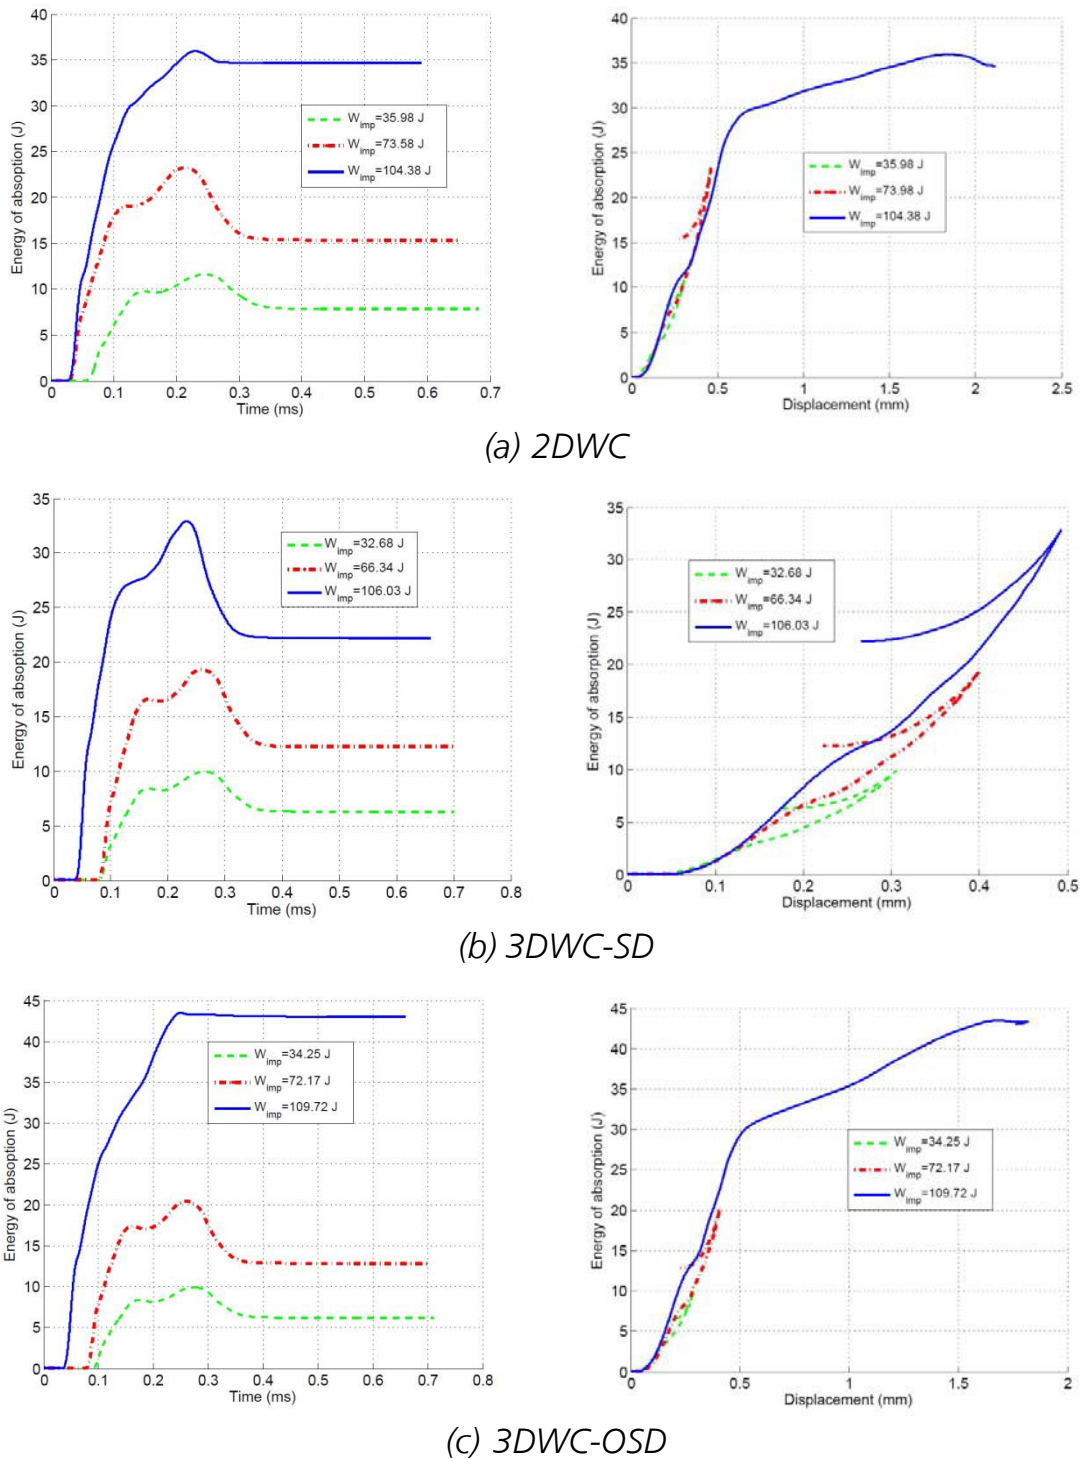 40
35
30
25
20
15
10
5
0
0
0.1
0.2
0.3
0.4
0.5
0.6
0.7
Energy of absoption (J)
Time (ms)
W_imp=35.98 J
W_imp=73.58 J
W_imp=104.38 J
40
35
30
25
20
15
10
5
0
0
0.5
1
1.5
2
2.5
Energy of absorption (J)
Displacement (mm)
W_imp=35.98 J
W_imp=73.98 J
W_imp=104.38 J
(a) 2DWC
35
30
25
20
15
10
5
0
0
0.1
0.2
0.3
0.4
0.5
0.6
0.7
0.8
Energy of absorption (J)
Time (ms)
W_imp=32.68 J
W_imp=66.34 J
W_imp=106.03 J
35
30
25
20
15
10
5
0
0
0.1
0.2
0.3
0.4
0.5
Energy of absorption (J)
Displacement (mm)
W_imp=32.68 J
W_imp=66.34 J
W_imp=106.03 J
(b) 3DWC-SD
45
40
35
30
25
20
15
10
5
0
0
0.1
0.2
0.3
0.4
0.5
0.6
0.7
0.8
Energy of absorption (J)
Time (ms)
W_imp=34.25 J
W_imp=72.17 J
W_imp=109.72 J
45
40
35
30
25
20
15
10
5
0
0
0.5
1
1.5
2
Energy of absorption (J)
Displacement (mm)
W_imp=34.25 J
W_imp=72.17 J
W_imp=109.72 J
(c) 3DWC-OSD